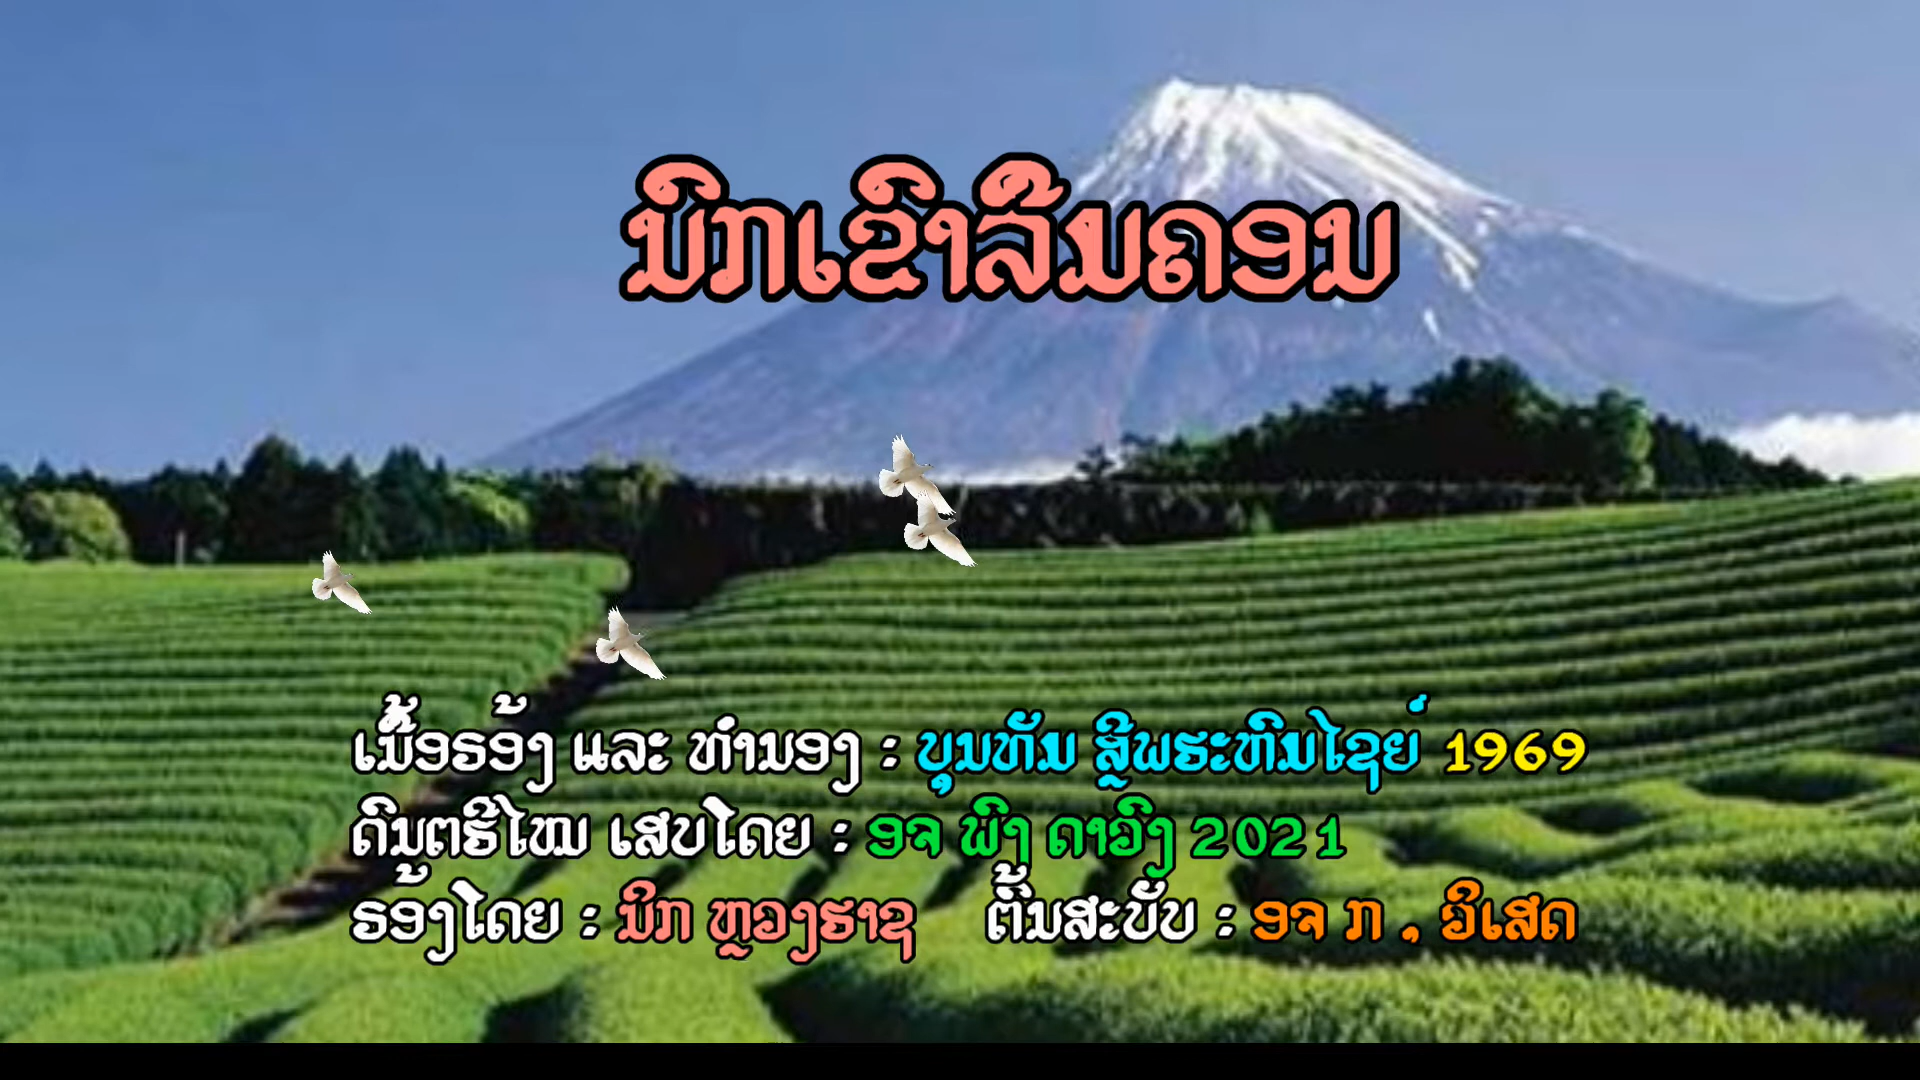 ນົກເຂົາລືມຄອນ
ເນື້ອຮ້ອງ ແລະ ທຳນອງ : ບຸນທັນ ສີພຣະຫົມໄຊຍ໌ 1969
ດົນຕຣີໃໝ່ ເສບໂດຍ : ອຈ ພົງ ດາວົງ 2021
ຮ້ອງໂດຍ : ນິກ ຫຼວງຣາຊ ຕົ້ນສະບັບ : ອຈ ກ . ວິເສດ